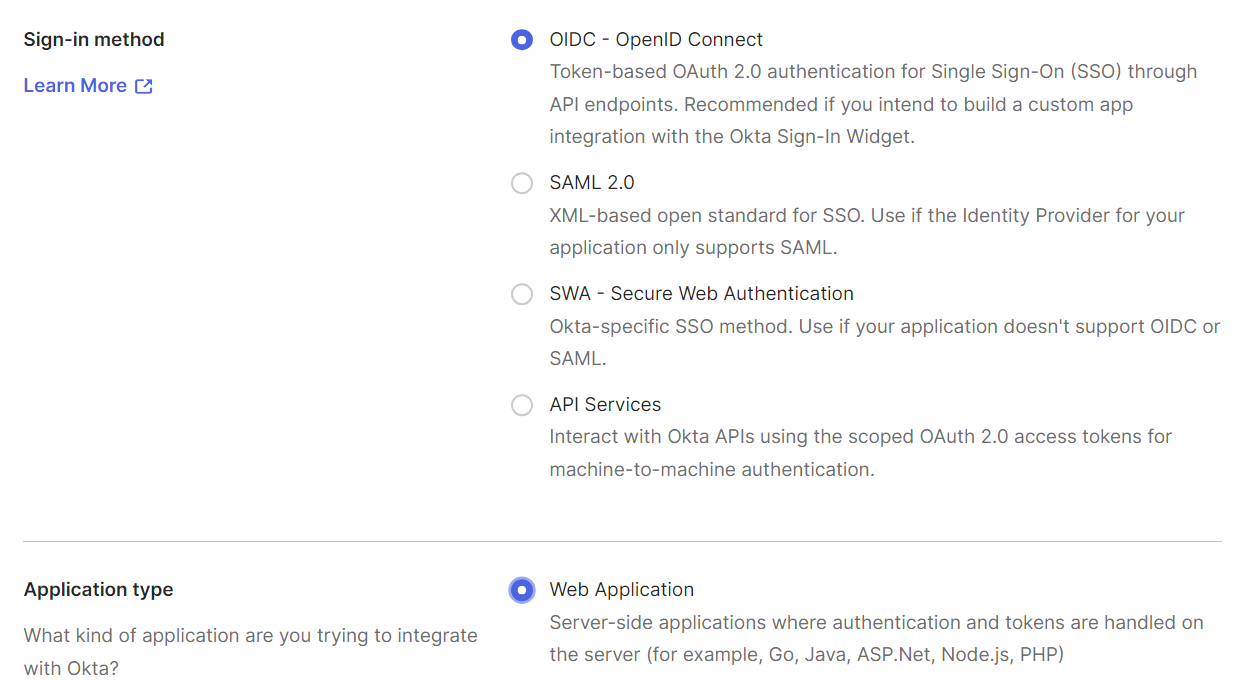 Sign-in method
Learn More
OIDC - OpenID Connect
Token-based OAuth 2.0 authentication for Single Sign-On (SSO) through
API endpoints. Recommended if you intend to build a custom app
integration with the Okta Sign-In Widget.
SAML 2.0
XML-based open standard for SSO. Use if the Identity Provider for your
application only supports SAML.
SWA - Secure Web Authentication
Okta-specific SSO method. Use if your application doesn't support OIDC or
SAML.
API Services
Interact with Okta APIs using the scoped OAuth 2.0 access tokens for
machine-to-machine authentication.
Application type
What kind of application are you trying to integrate
with Okta?
Web Application
Server-side applications where authentication and tokens are handled on
the server (for example, Go, Java, ASP.Net, Node.js, PHP)